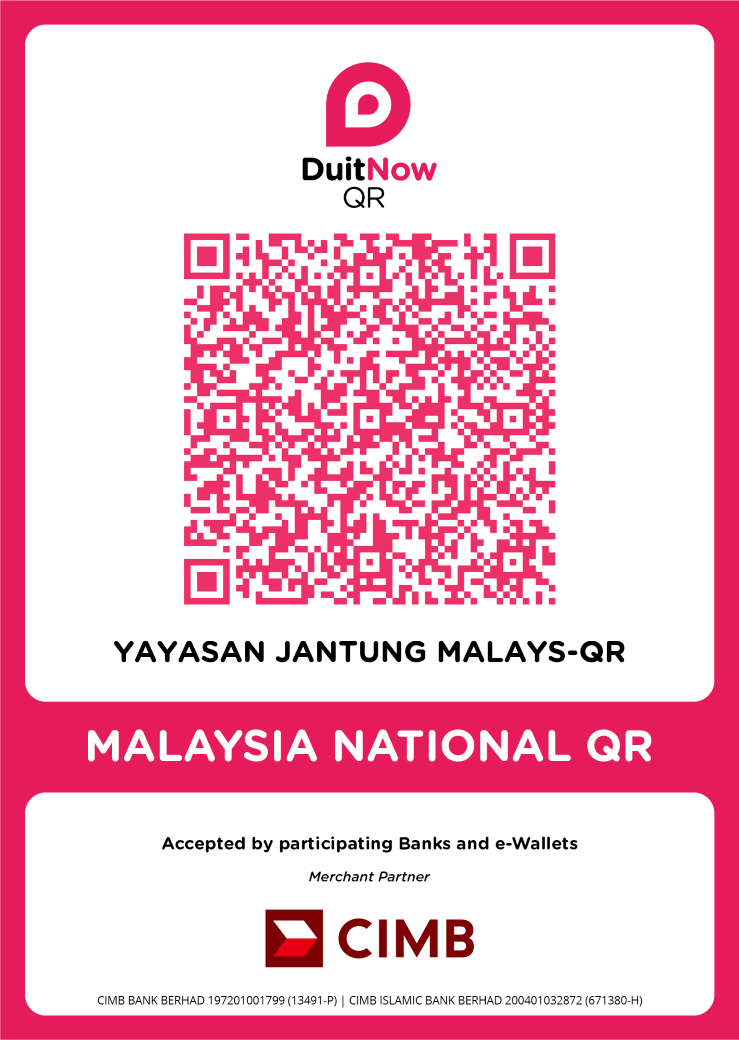 DuitNow
QR
YAYASAN JANTUNG MALAYS-QR
MALAYSIA NATIONAL QR
Accepted by participating Banks and e-Wallets
Merchant Partner
CIMB
CIMB BANK BERHAD 197201001799 (13491-P) | CIMB ISLAMIC BANK BERHAD 200401032872 (671380-H)